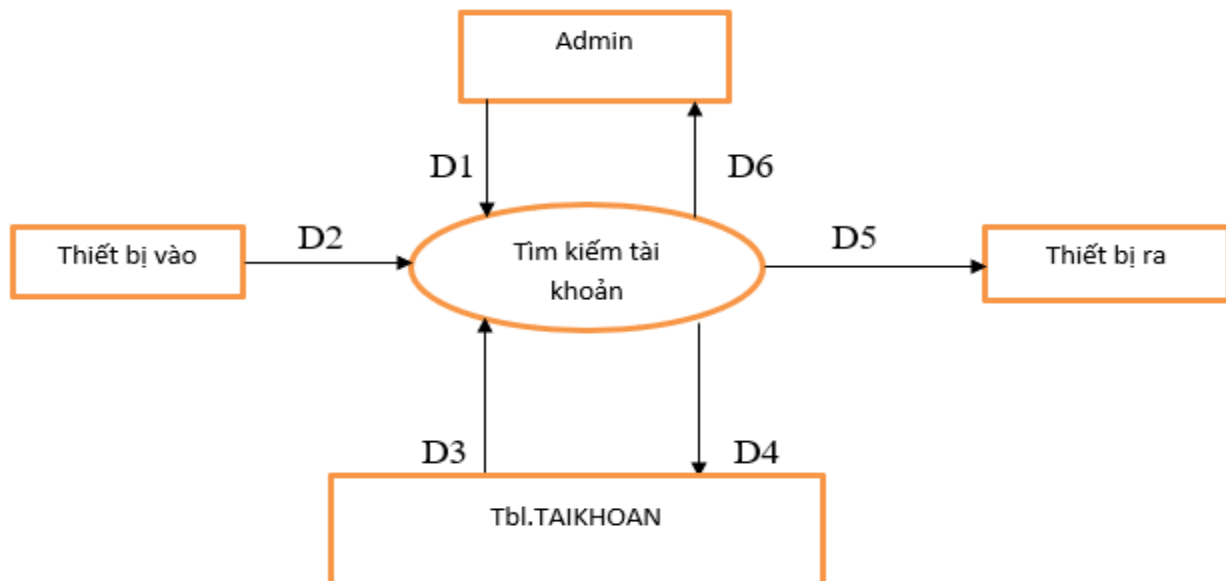 Admin
D1
D6
Thiết bị vào
D2
Tìm kiếm tài
khoản
D5
Thiết bị ra
D3
D4
Tbl.TAIKHOAN